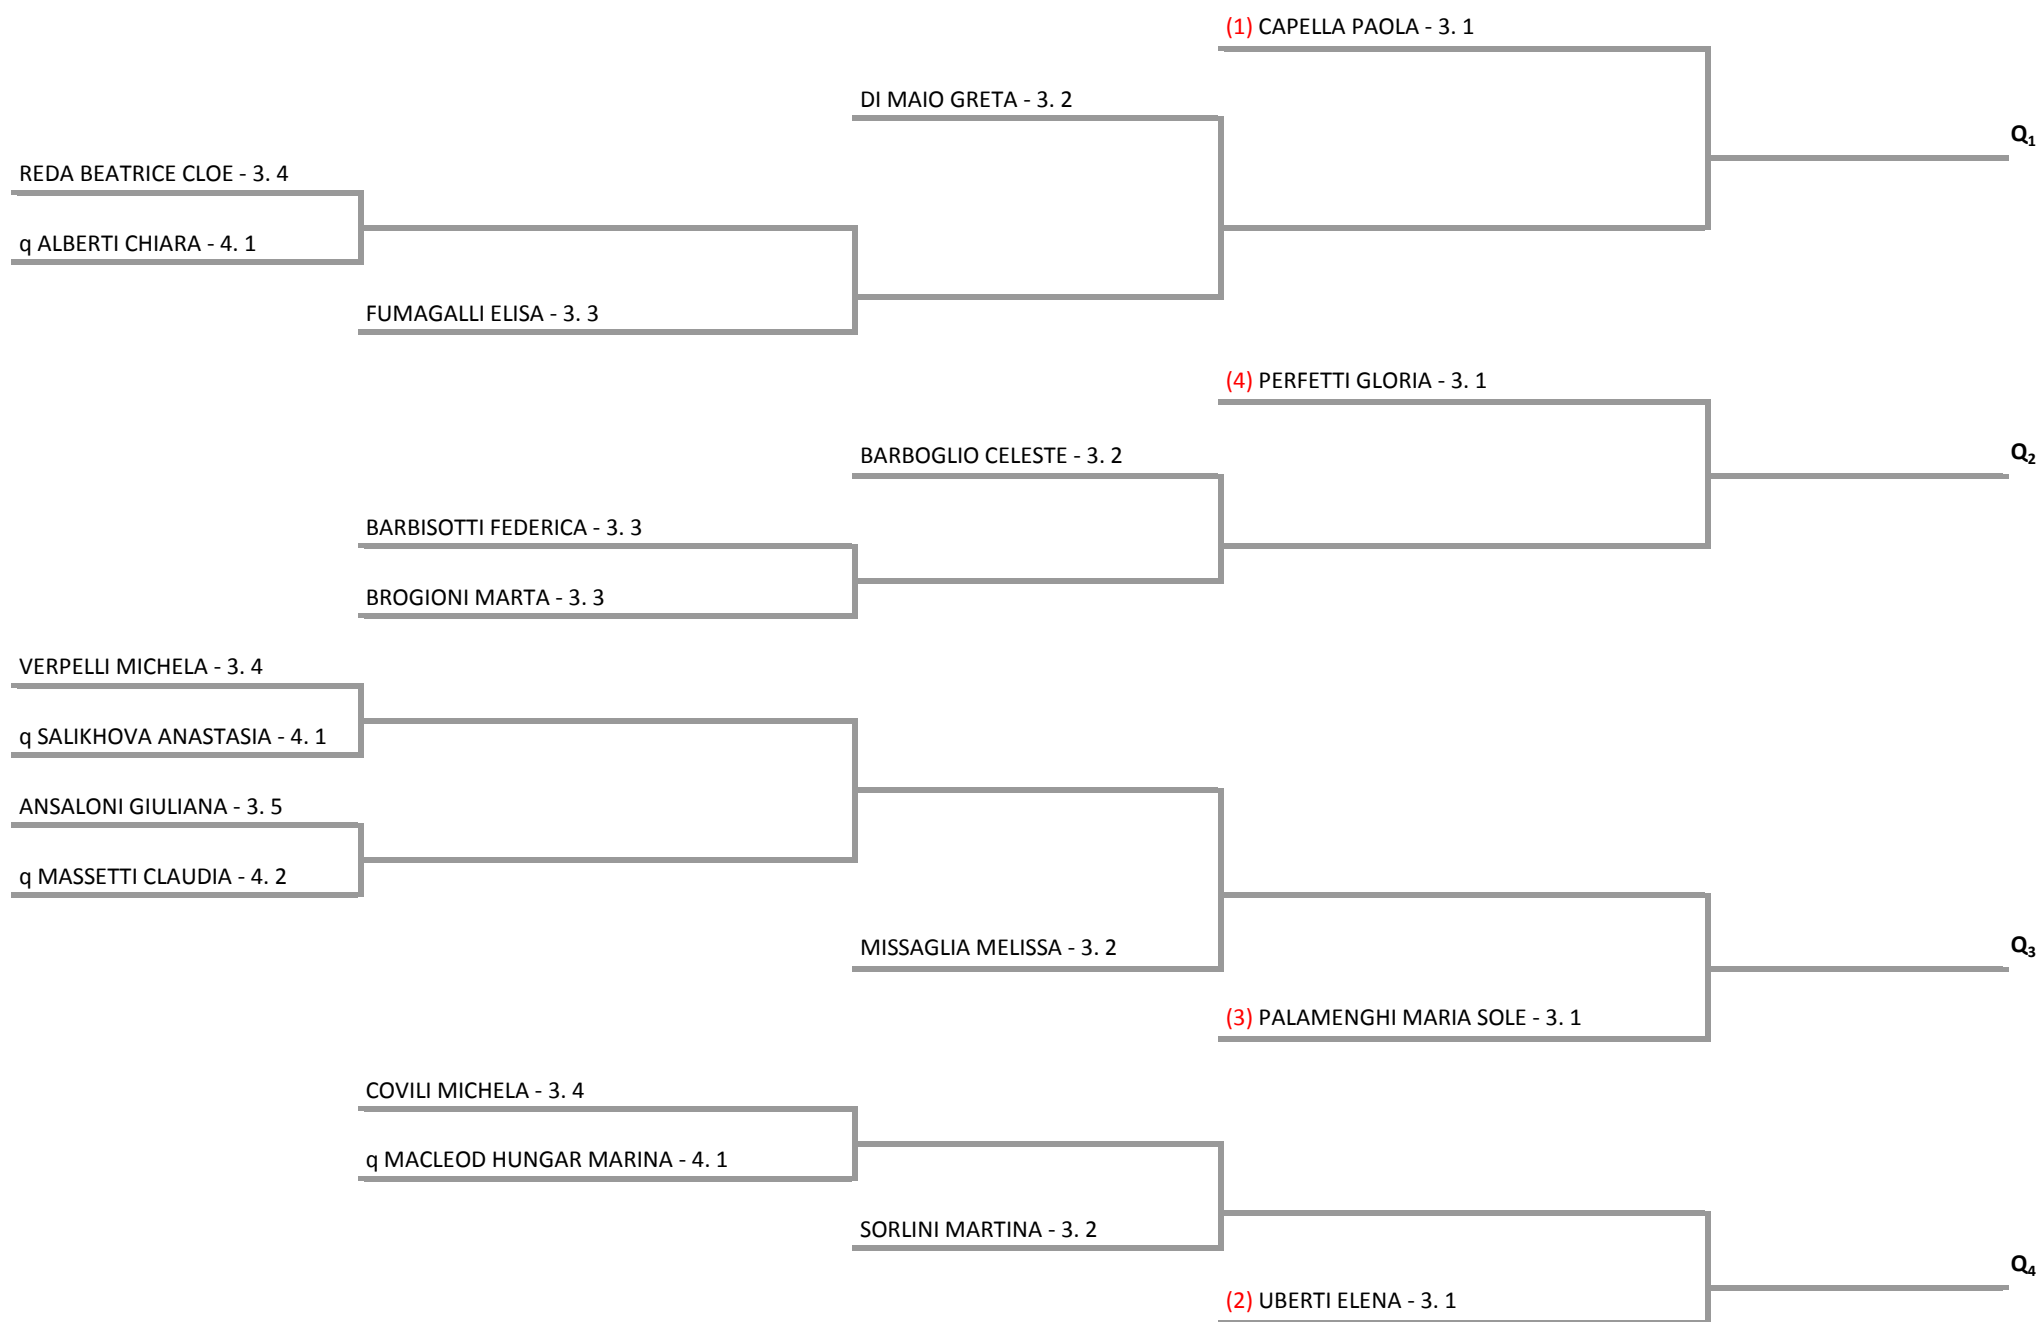 (1) CAPELLA PAOLA - 3. 1
DI MAIO GRETA - 3. 2
Q1
REDA BEATRICE CLOE - 3. 4
q ALBERTI CHIARA - 4. 1
FUMAGALLI ELISA - 3. 3
(4) PERFETTI GLORIA - 3. 1
BARBOGLIO CELESTE - 3. 2
Q2
BARBISOTTI FEDERICA - 3. 3
BROGIONI MARTA - 3. 3
VERPELLI MICHELA - 3. 4
q SALIKHOVA ANASTASIA - 4. 1
ANSALONI GIULIANA - 3. 5
q MASSETTI CLAUDIA - 4. 2
MISSAGLIA MELISSA - 3. 2
Q3
(3) PALAMENGHI MARIA SOLE - 3. 1
COVILI MICHELA - 3. 4
q MACLEOD HUNGAR MARINA - 4. 1
SORLINI MARTINA - 3. 2
Q4
(2) UBERTI ELENA - 3. 1